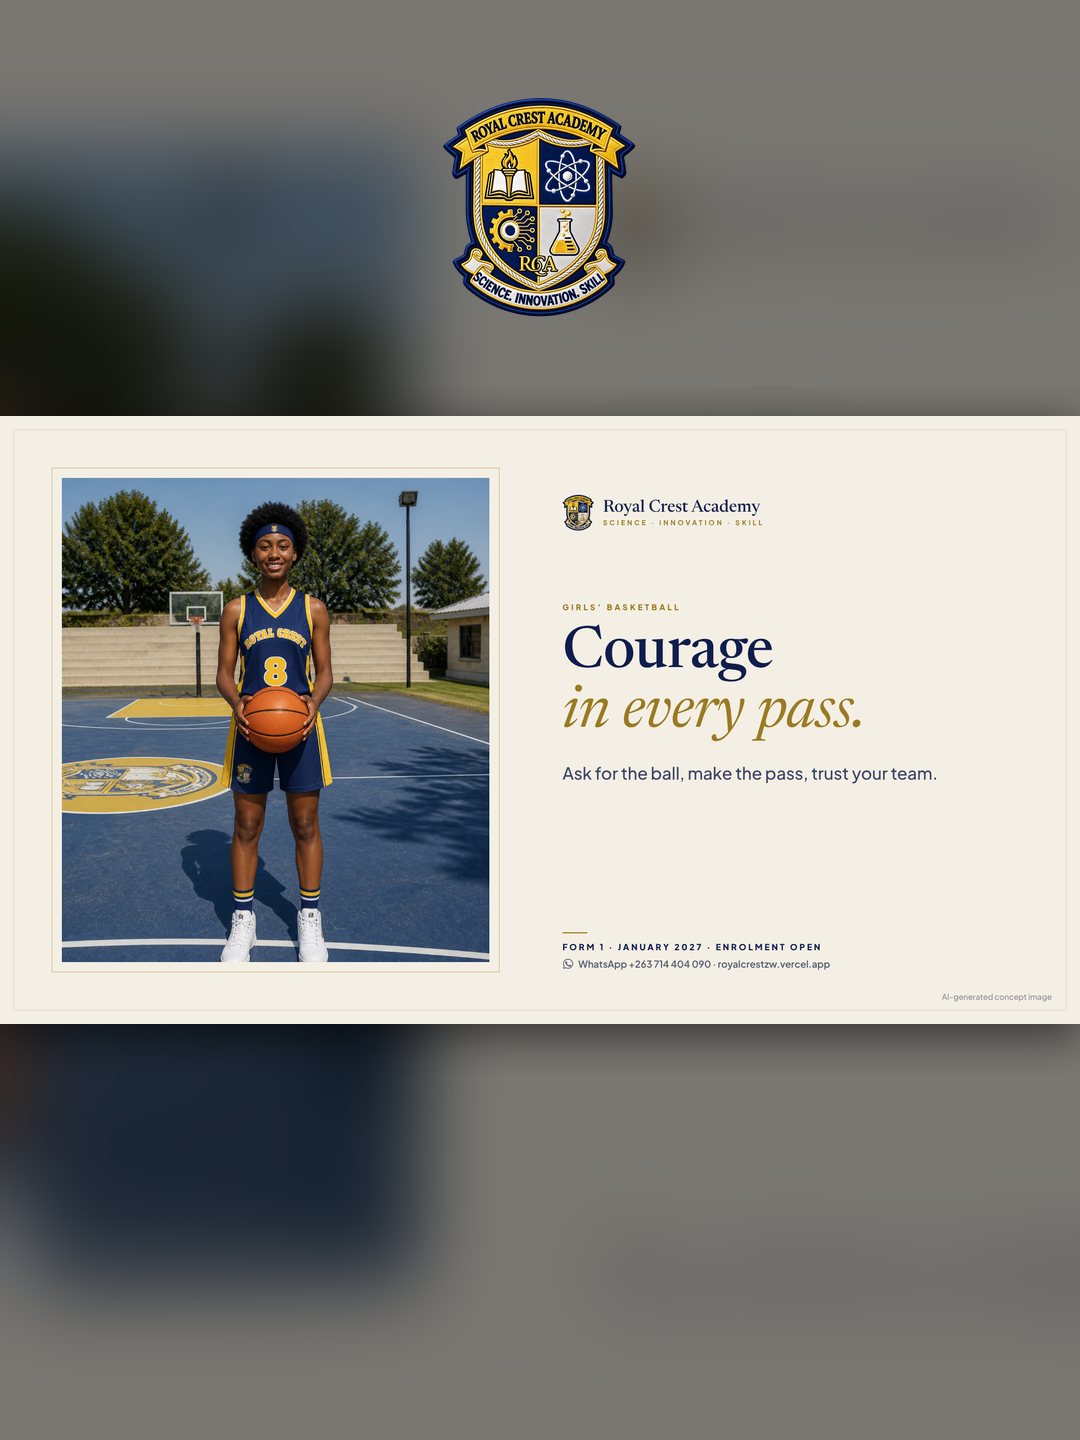 ROYAL CREST ACADEMY
RCA
SCIENCE. INNOVATION. SKILL
Royal Crest Academy
SCIENCE · INNOVATION · SKILL
GIRLS' BASKETBALL
Courage
in every pass.
Ask for the ball, make the pass, trust your team.
ROYAL CREST
8
FORM 1 · JANUARY 2027 · ENROLMENT OPEN
WhatsApp +263 714 404 090 · royalcrestzw.vercel.app
AI-generated concept image